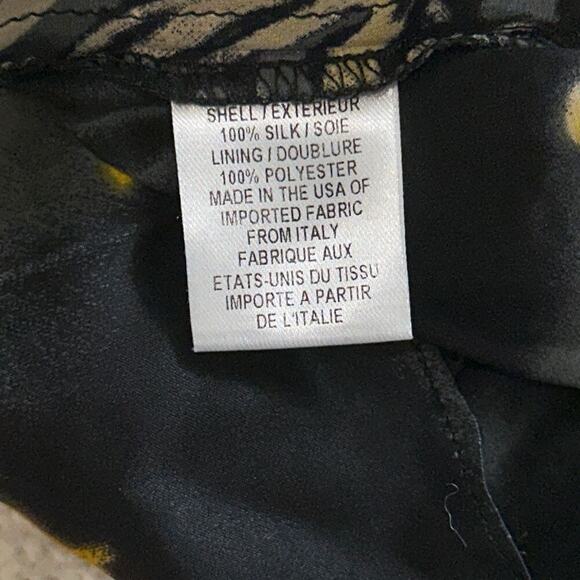 SHELL / EXTERIEUR
100% SILK / SOIE
LINING / DOUBLURE
100% POLYESTER
MADE IN THE USA OF
IMPORTED FABRIC
FROM ITALY
FABRIQUE AUX
ETATS-UNIS DU TISSU
IMPORTE A PARTIR
DE L'ITALIE